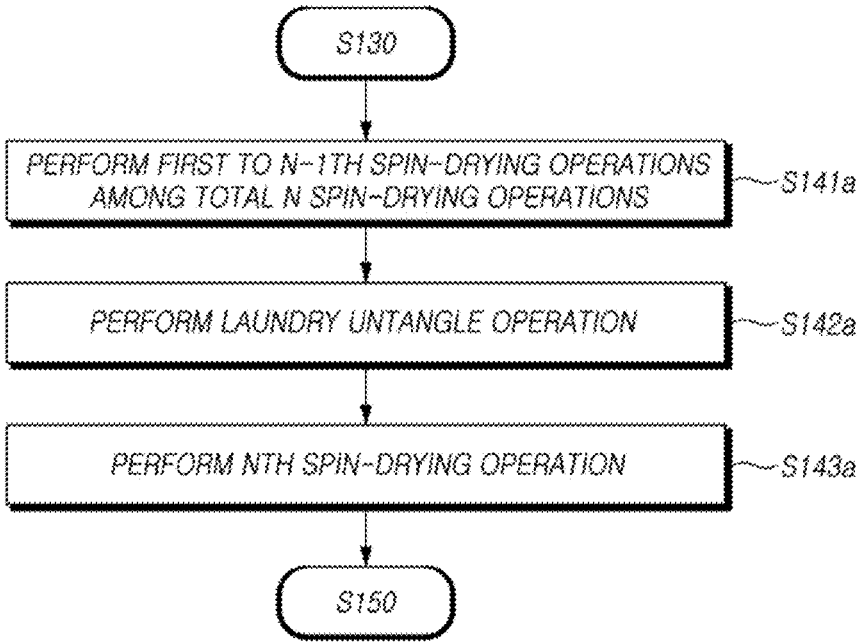 S130
PERFORM FIRST TO N-1TH SPIN-DRYING OPERATIONS
AMONG TOTAL N SPIN-DRYING OPERATIONS
S141a
PERFORM LAUNDRY UNTANGLE OPERATION
S142a
PERFORM NTH SPIN-DRYING OPERATION
S143a
S150